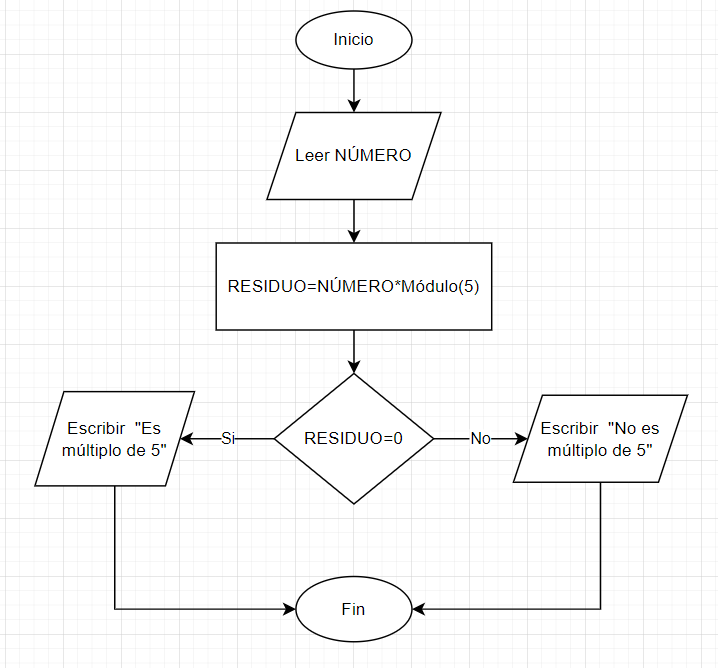 Inicio
Leer NÚMERO
RESIDUO=NÚMERO*Módulo(5)
RESIDUO=0
Si
No
Escribir "Es
múltiplo de 5"
Escribir "No es
múltiplo de 5"
Fin